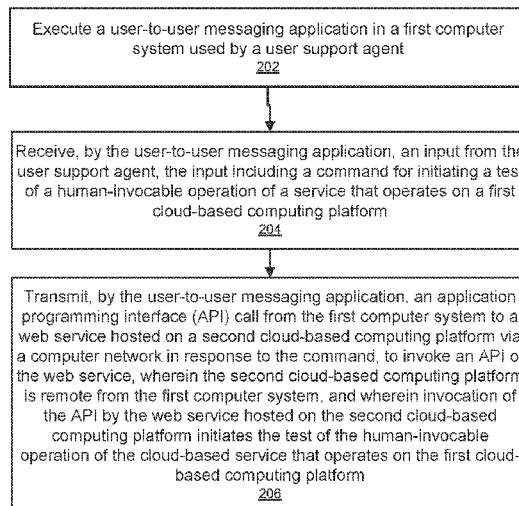 Execute a user-to-user messaging application in a first computer
system used by a user support agent
202
Receive, by the user-to-user messaging application, an input from the
user support agent, the input including a command for initiating a test
of a human-invocable operation of a service that operates on a first
cloud-based computing platform
204
Transmit, by the user-to-user messaging application, an application
programming interface (API) call from the first computer system to a
web service hosted on a second cloud-based computing platform via
a computer network in response to the command, to invoke an API of
the web service, wherein the second cloud-based computing platform
is remote from the first computer system, and wherein invocation of
the API by the web service hosted on the second cloud-based
computing platform initiates the test of the human-invocable
operation of the cloud-based service that operates on the first cloud-
based computing platform
206